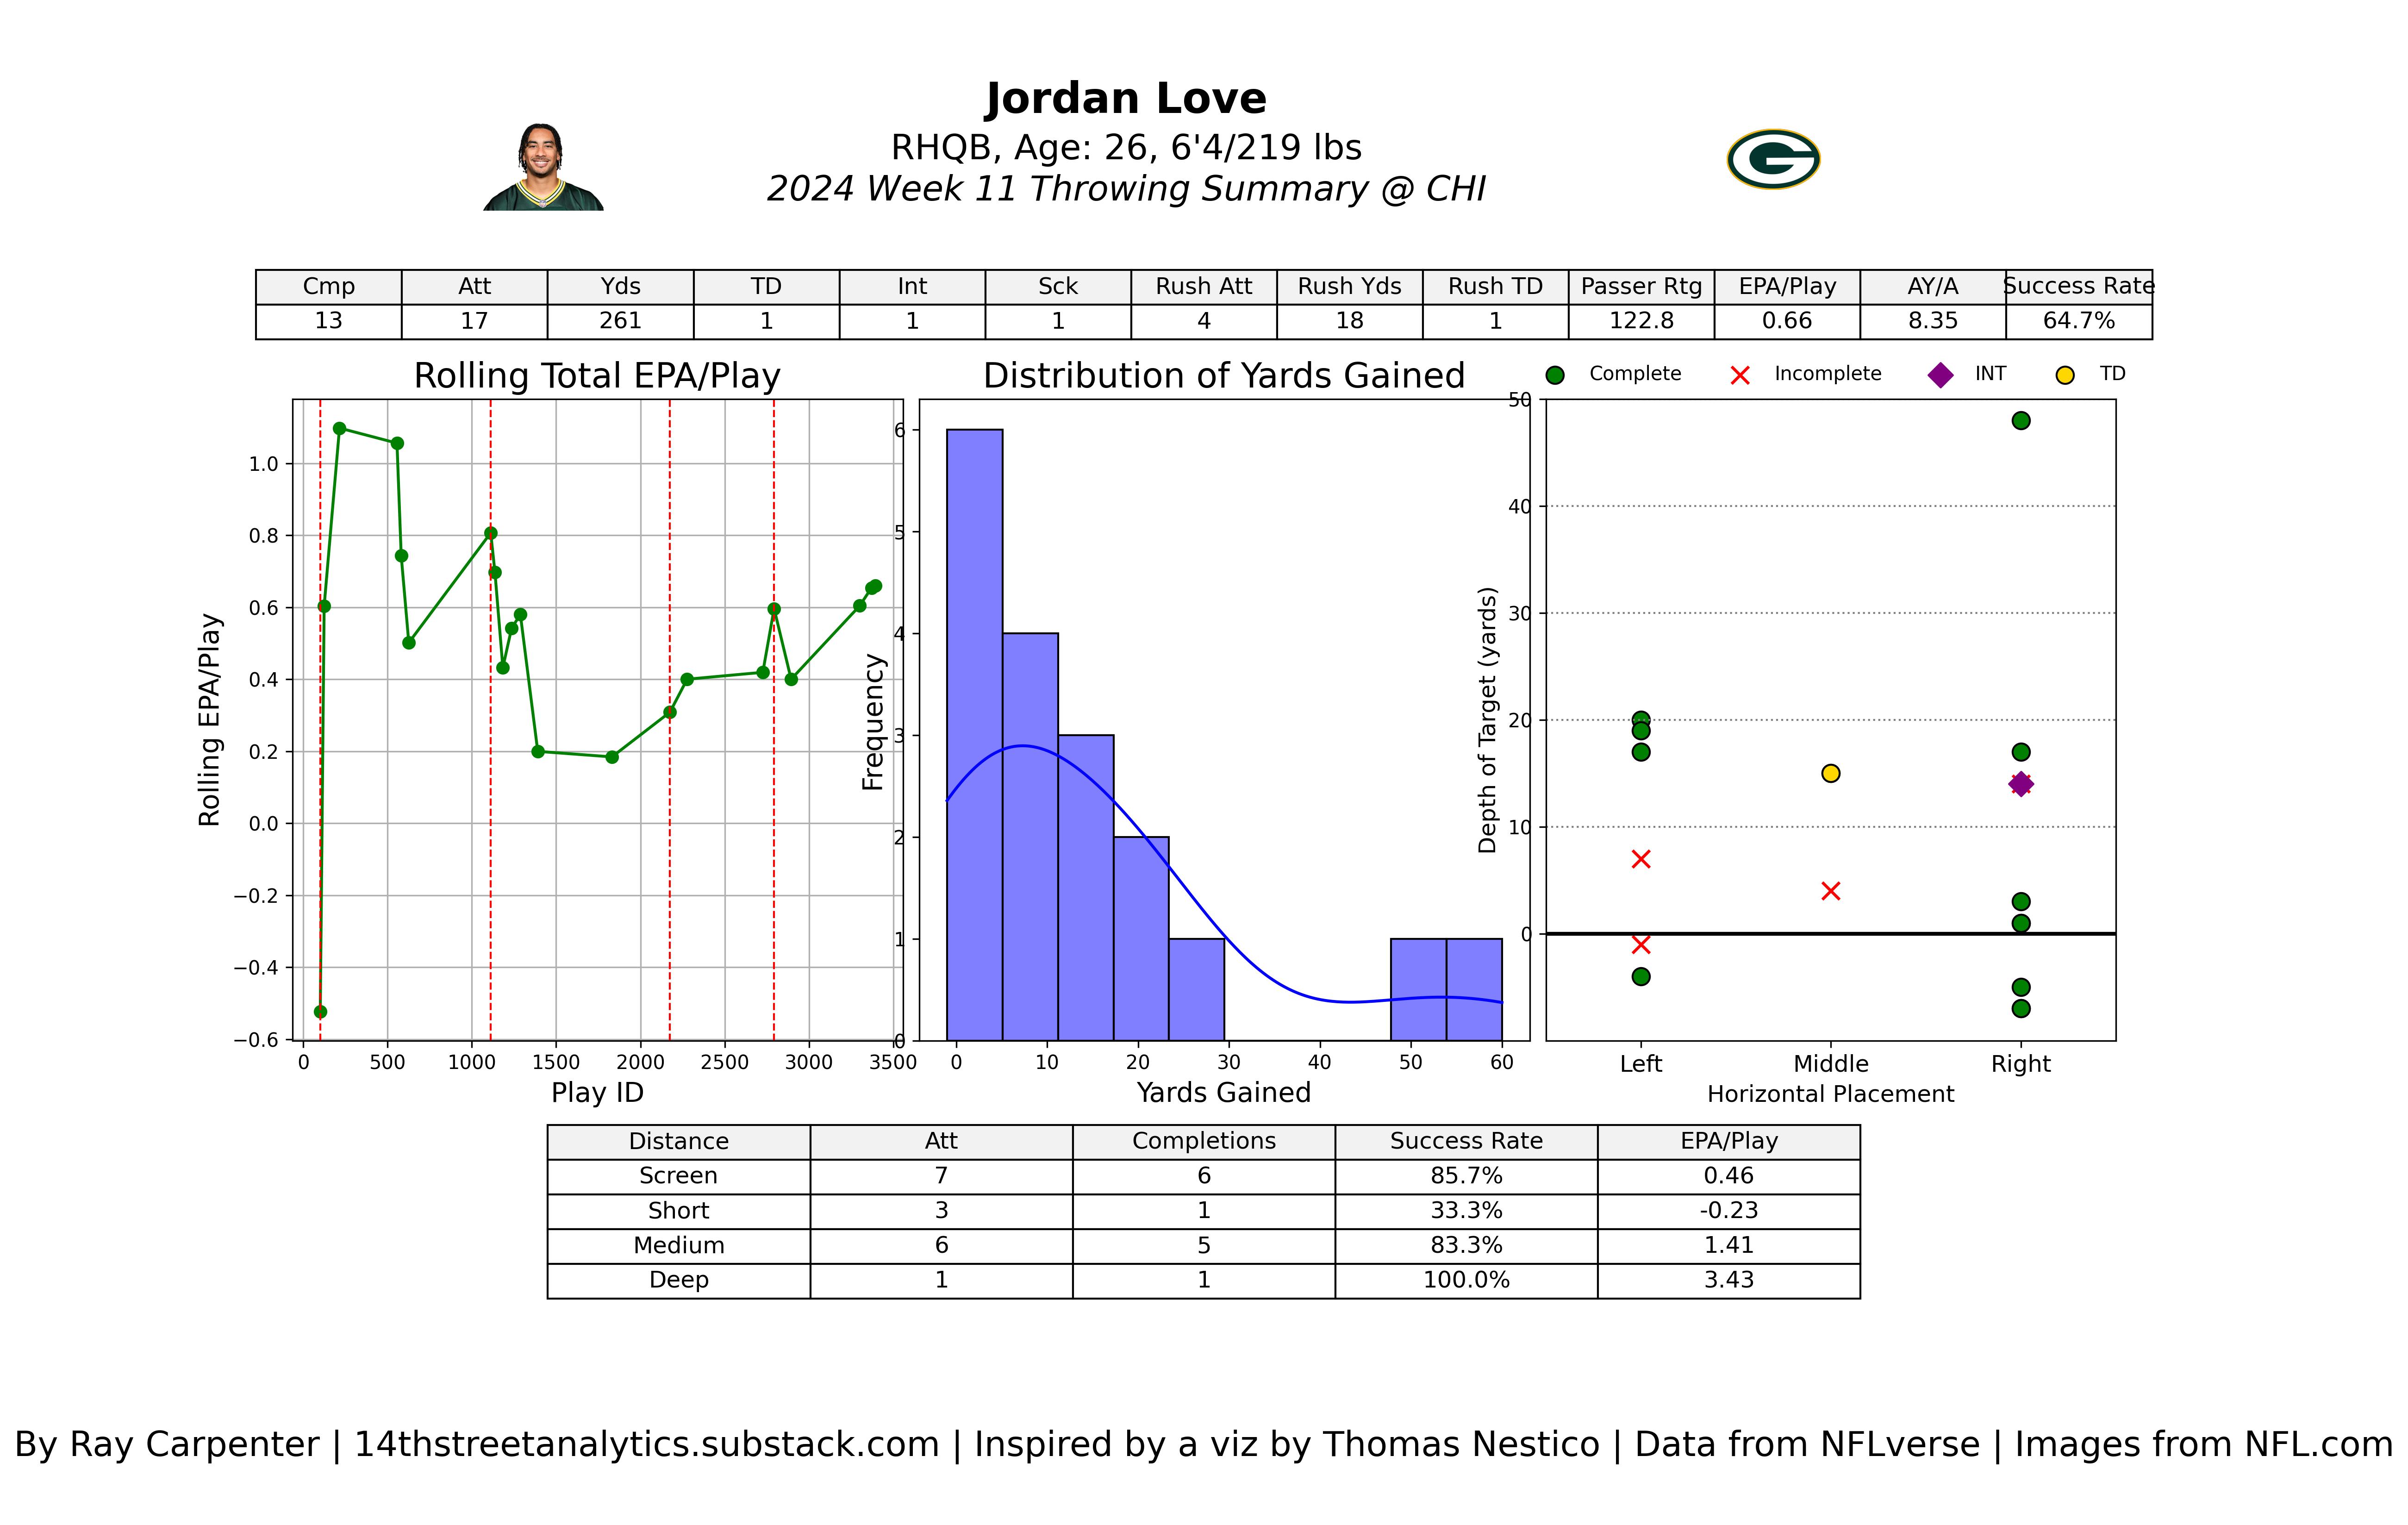 Jordan Love
RHQB, Age: 26, 6'4/219 lbs
2024 Week 11 Throwing Summary @ CHI
Cmp Att Yds TD Int Sck Rush Att Rush Yds Rush TD Passer Rtg EPA/Play AY/A Success Rate
13 17 261 1 1 1 4 18 1 122.8 0.66 8.35 64.7%
Rolling Total EPA/Play
Rolling EPA/Play
1.0
0.8
0.6
0.4
0.2
0.0
−0.2
−0.4
−0.6
0 500 1000 1500 2000 2500 3000 3500
Play ID
Distribution of Yards Gained
Frequency
6
5
4
3
2
1
0
0 10 20 30 40 50 60
Yards Gained
Complete Incomplete INT TD
Depth of Target (yards)
50
40
30
20
10
0
Left Middle Right
Horizontal Placement
Distance Att Completions Success Rate EPA/Play
Screen 7 6 85.7% 0.46
Short 3 1 33.3% -0.23
Medium 6 5 83.3% 1.41
Deep 1 1 100.0% 3.43
By Ray Carpenter | 14thstreetanalytics.substack.com | Inspired by a viz by Thomas Nestico | Data from NFLverse | Images from NFL.com